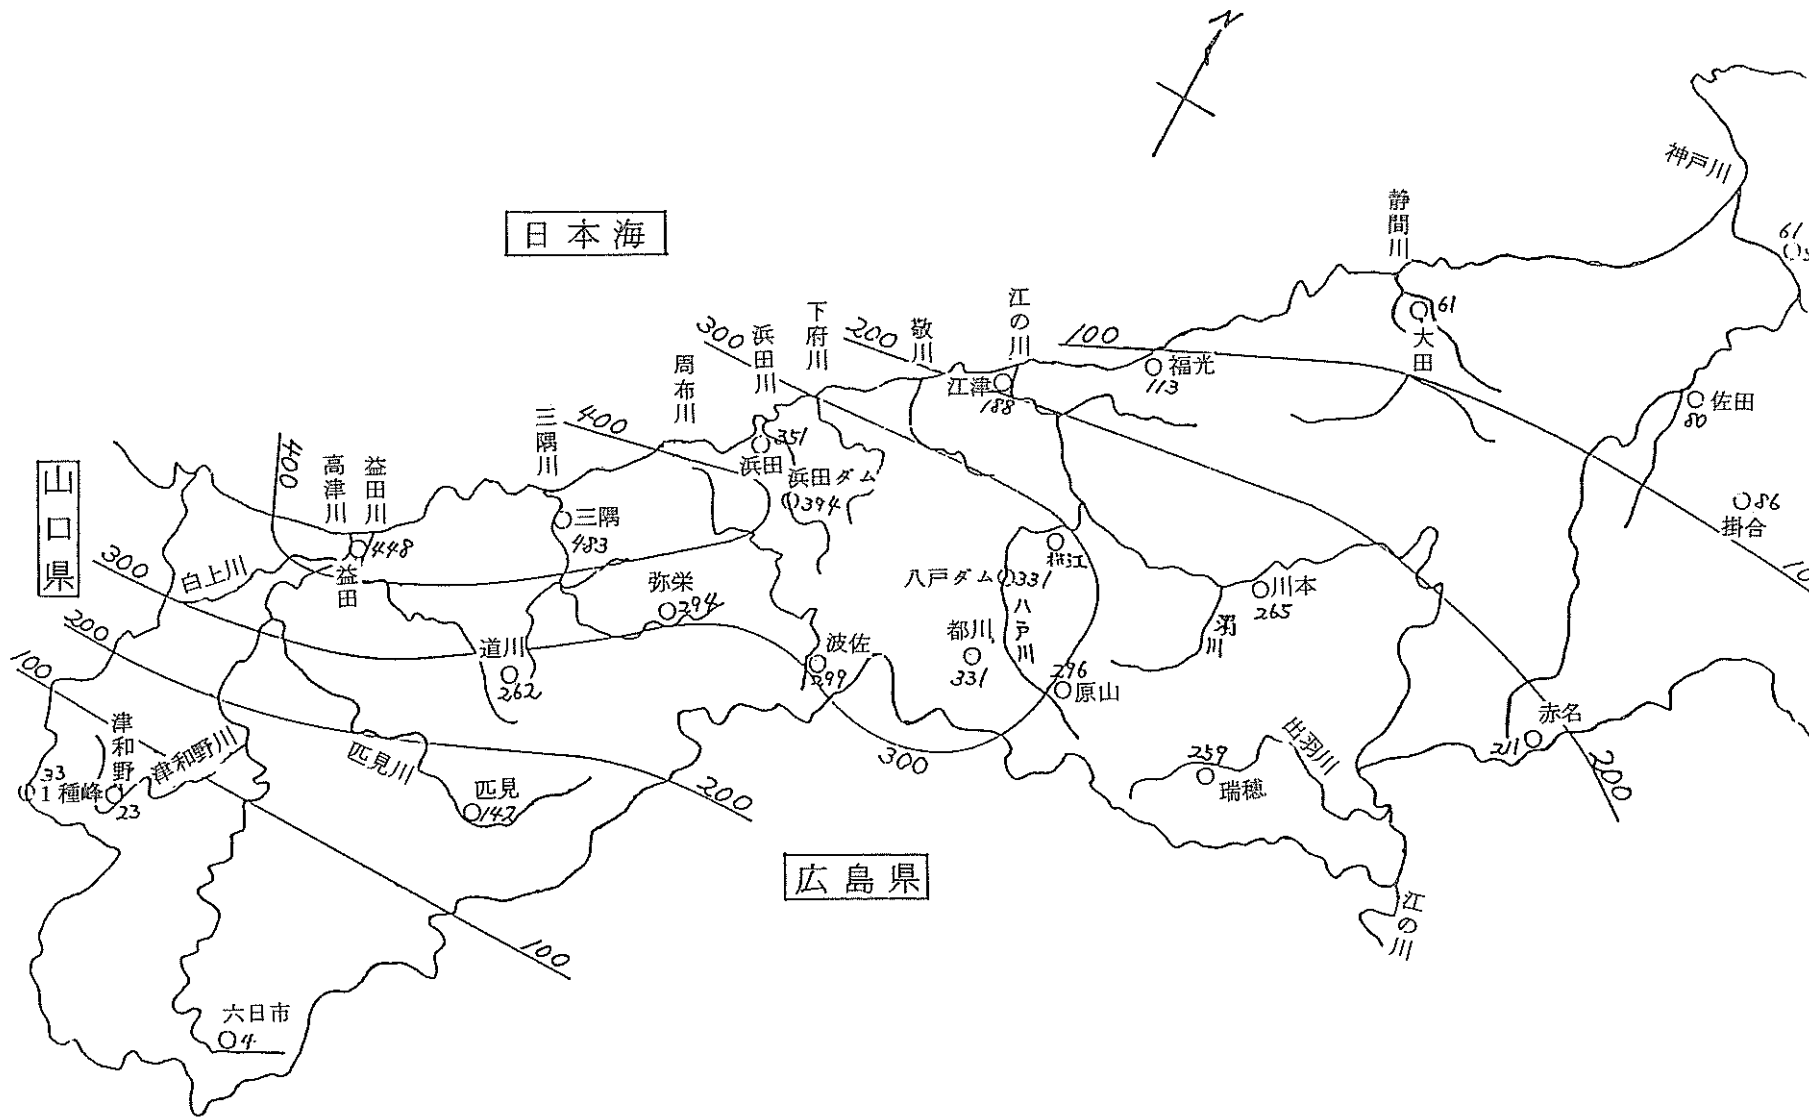 N
日本海
神戸川
静間川
61
61
大田
下府川
浜田川
300
200
敬川
江の川
100
福光
113
江津
188
周布川
三隅川
400
351
浜田
浜田ダム
394
佐田
80
86
掛合
山口県
400
高津川
益田川
448
益田
三隅
483
300
白上川
弥栄
294
桜江
八戸ダム
331
八戸川
川本
265
都川
331
200
道川
262
波佐
299
296
原山
100
津和野
津和野川
匹見川
300
259
瑞穂
出羽川
赤名
211
200
33
種峰
23
匹見
142
200
広島県
江の川
100
六日市
4